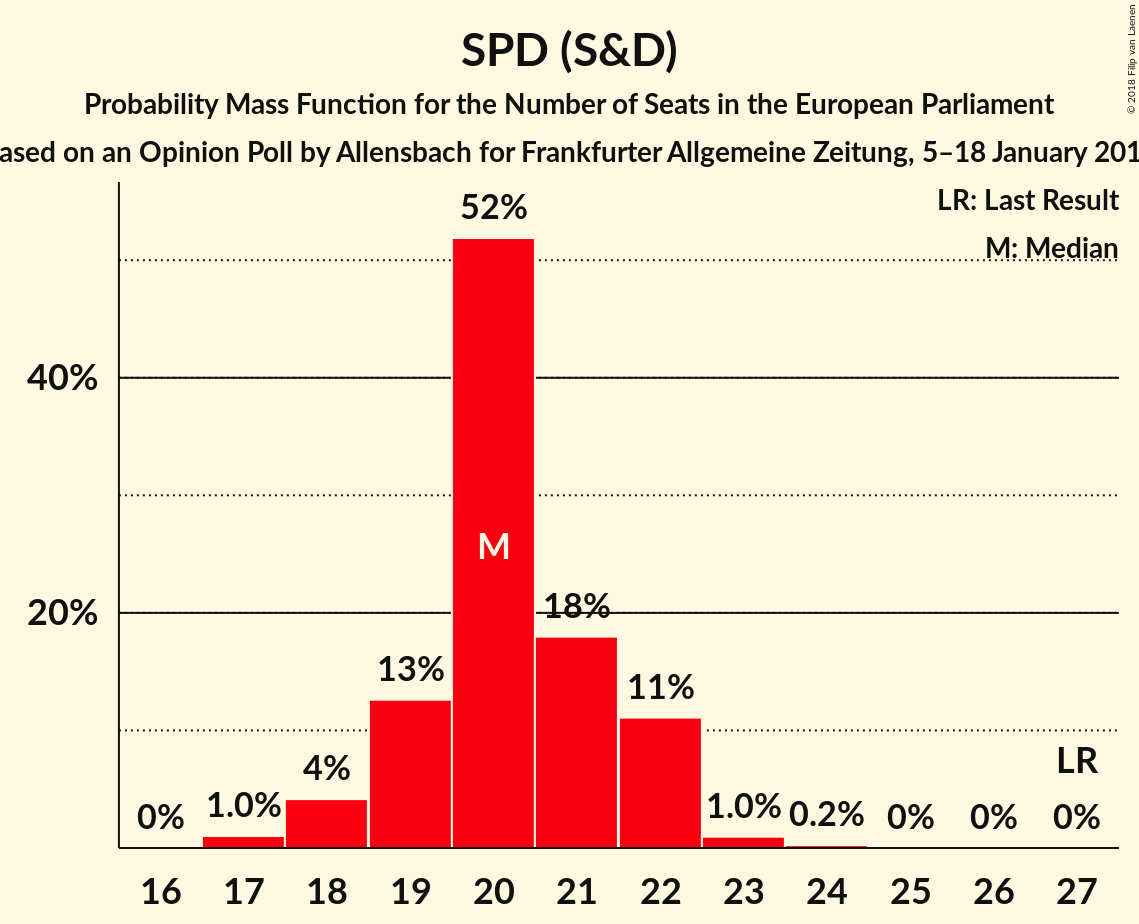 SPD (S&D)
Probability Mass Function for the Number of Seats in the European Parliament
ased on an Opinion Poll by Allensbach for Frankfurter Allgemeine Zeitung, 5–18 January 201
© 2018 Filip van Laenen
LR: Last Result
M: Median
52%
40%
M
20%
18%
13%
11%
4%
LR
0%
1.0%
1.0%
0.2%
0%
0%
0%
16 17 18 19 20 21 22 23 24 25 26 27